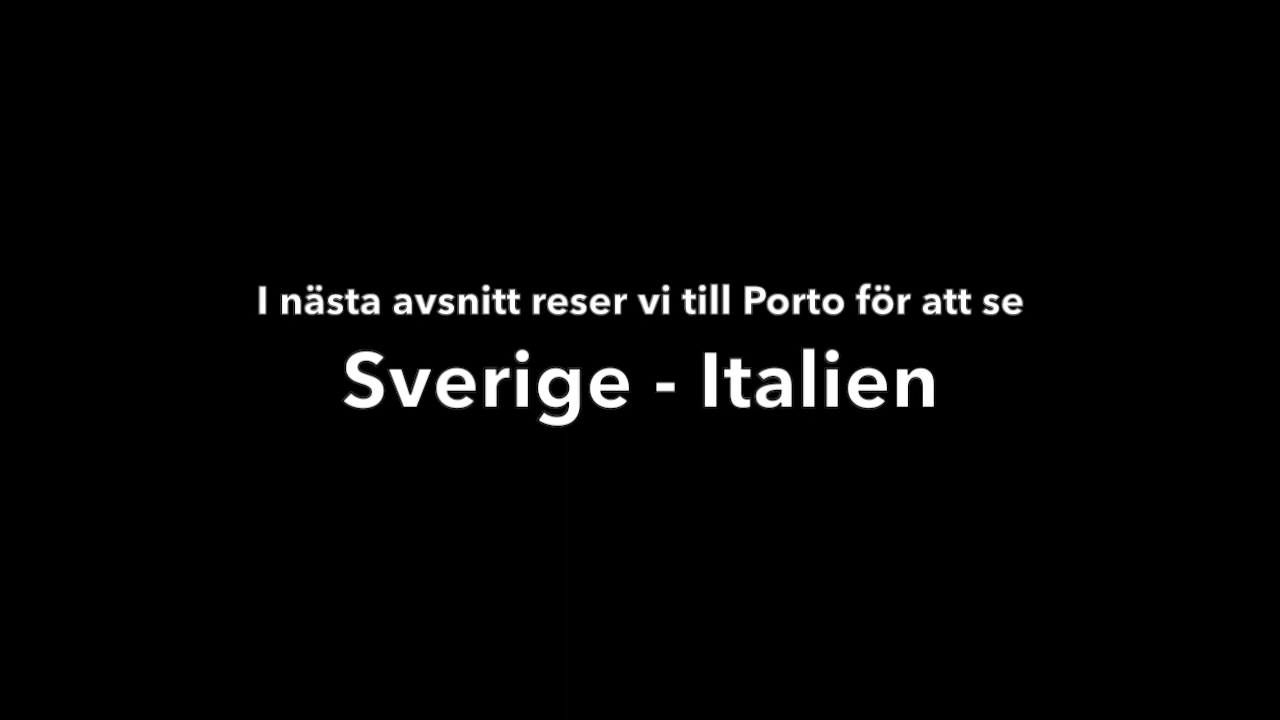 I nästa avsnitt reser vi till Porto för att se
Sverige - Italien